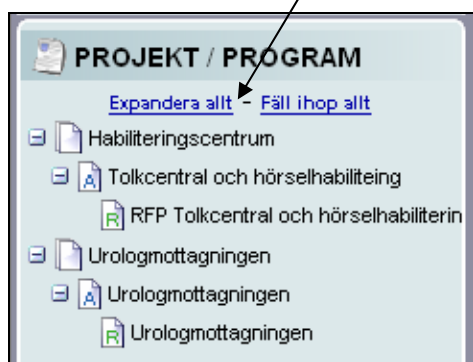 PROJEKT / PROGRAM
Expandera allt - Fäll ihop allt
Habiliteringscentrum
A Tolkcentral och hörselhabiliteing
R RFP Tolkcentral och hörselhabiliterin
Urologmottagningen
A Urologmottagningen
R Urologmottagningen